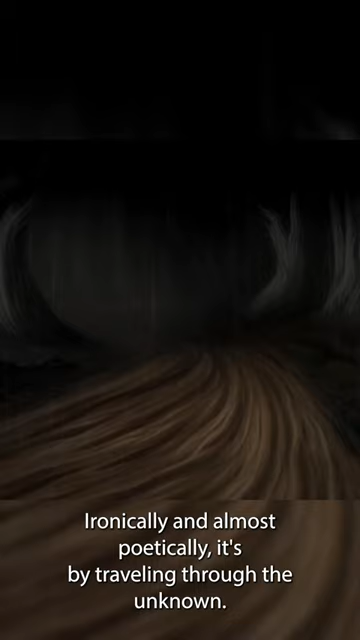 Ironically and almost
poetically, it's
by traveling through the
unknown.